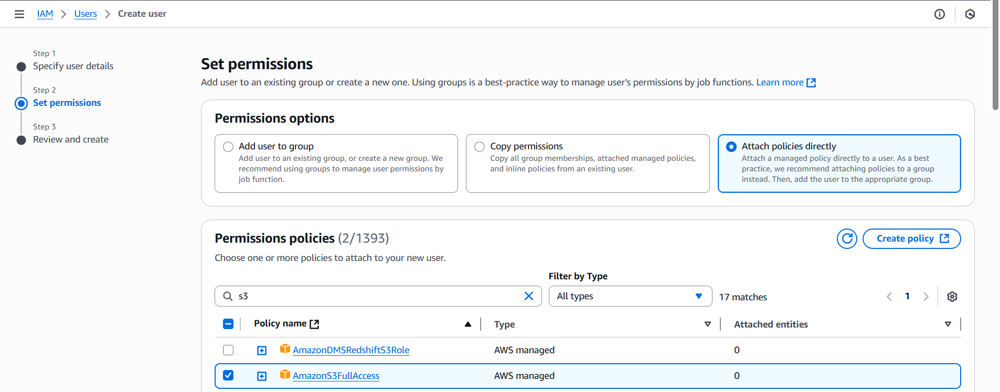 IAM > Users > Create user
Step 1
Specify user details
Step 2
Set permissions
Step 3
Review and create
Set permissions
Add user to an existing group or create a new one. Using groups is a best-practice way to manage user's permissions by job functions. Learn more
Permissions options
Add user to group
Add user to an existing group, or create a new group. We
recommend using groups to manage user permissions by
job function.
Copy permissions
Copy all group memberships, attached managed policies,
and inline policies from an existing user.
Attach policies directly
Attach a managed policy directly to a user. As a best
practice, we recommend attaching policies to a group
instead. Then, add the user to the appropriate group.
Permissions policies (2/1393)
Create policy
Choose one or more policies to attach to your new user.
Filter by Type
s3
All types
17 matches
1
Policy name
Type
Attached entities
AmazonDMSRedshiftS3Role
AWS managed
0
AmazonS3FullAccess
AWS managed
0